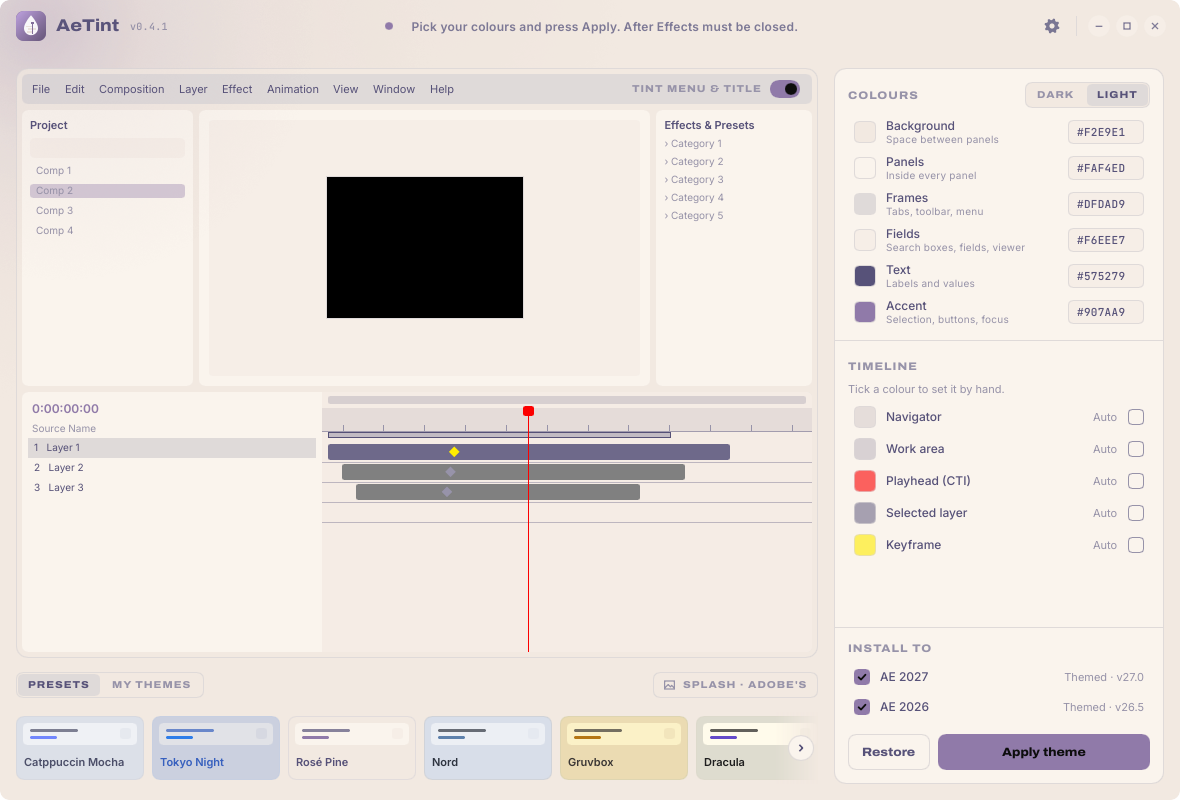 AeTint v0.4.1
Pick your colours and press Apply. After Effects must be closed.
File Edit Composition Layer Effect Animation View Window Help
TINT MENU & TITLE
Project
Comp 1
Comp 2
Comp 3
Comp 4
Effects & Presets
› Category 1
› Category 2
› Category 3
› Category 4
› Category 5
0:00:00:00
Source Name
1 Layer 1
2 Layer 2
3 Layer 3
PRESETS MY THEMES
SPLASH · ADOBE'S
Catppuccin Mocha
Tokyo Night
Rosé Pine
Nord
Gruvbox
Dracula
COLOURS
DARK LIGHT
Background
Space between panels
#F2E9E1
Panels
Inside every panel
#FAF4ED
Frames
Tabs, toolbar, menu
#DFDAD9
Fields
Search boxes, fields, viewer
#F6EEE7
Text
Labels and values
#575279
Accent
Selection, buttons, focus
#907AA9
TIMELINE
Tick a colour to set it by hand.
Navigator Auto
Work area Auto
Playhead (CTI) Auto
Selected layer Auto
Keyframe Auto
INSTALL TO
AE 2027 Themed · v27.0
AE 2026 Themed · v26.5
Restore
Apply theme